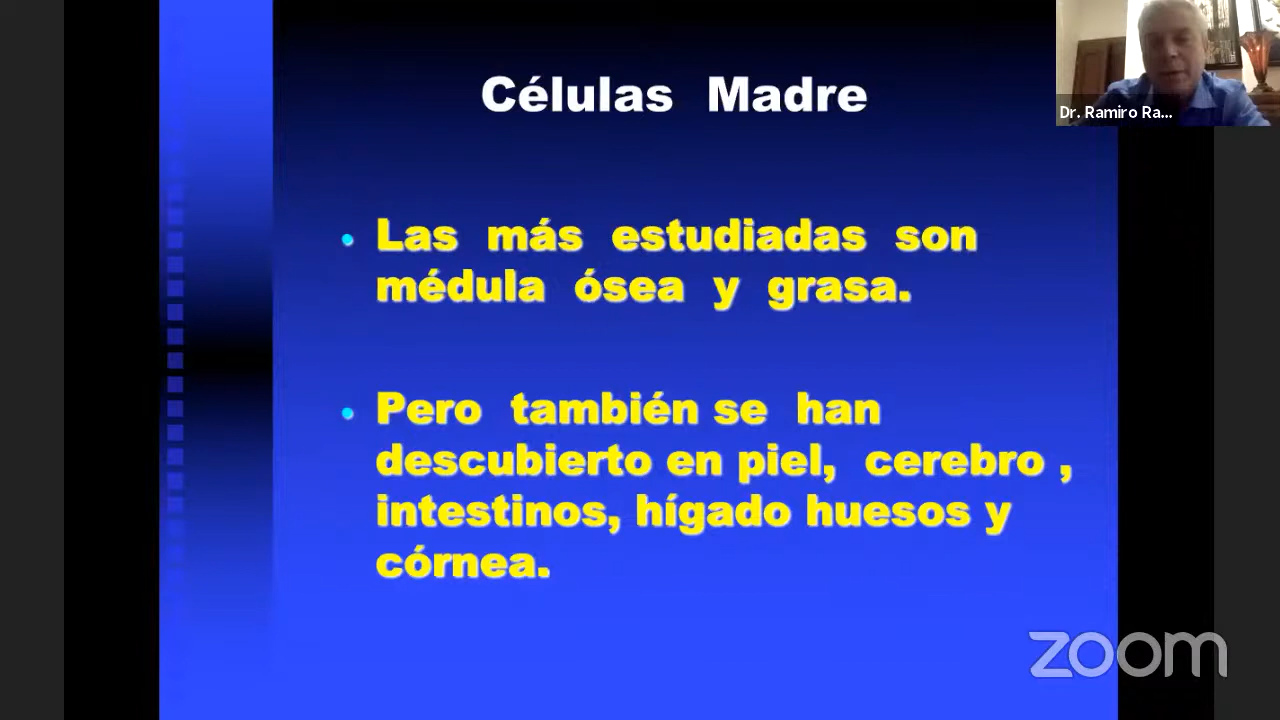 Células Madre
Dr. Ramiro Ra...
• Las más estudiadas son
médula ósea y grasa.
• Pero también se han
descubierto en piel, cerebro ,
intestinos, hígado huesos y
córnea.
zoom